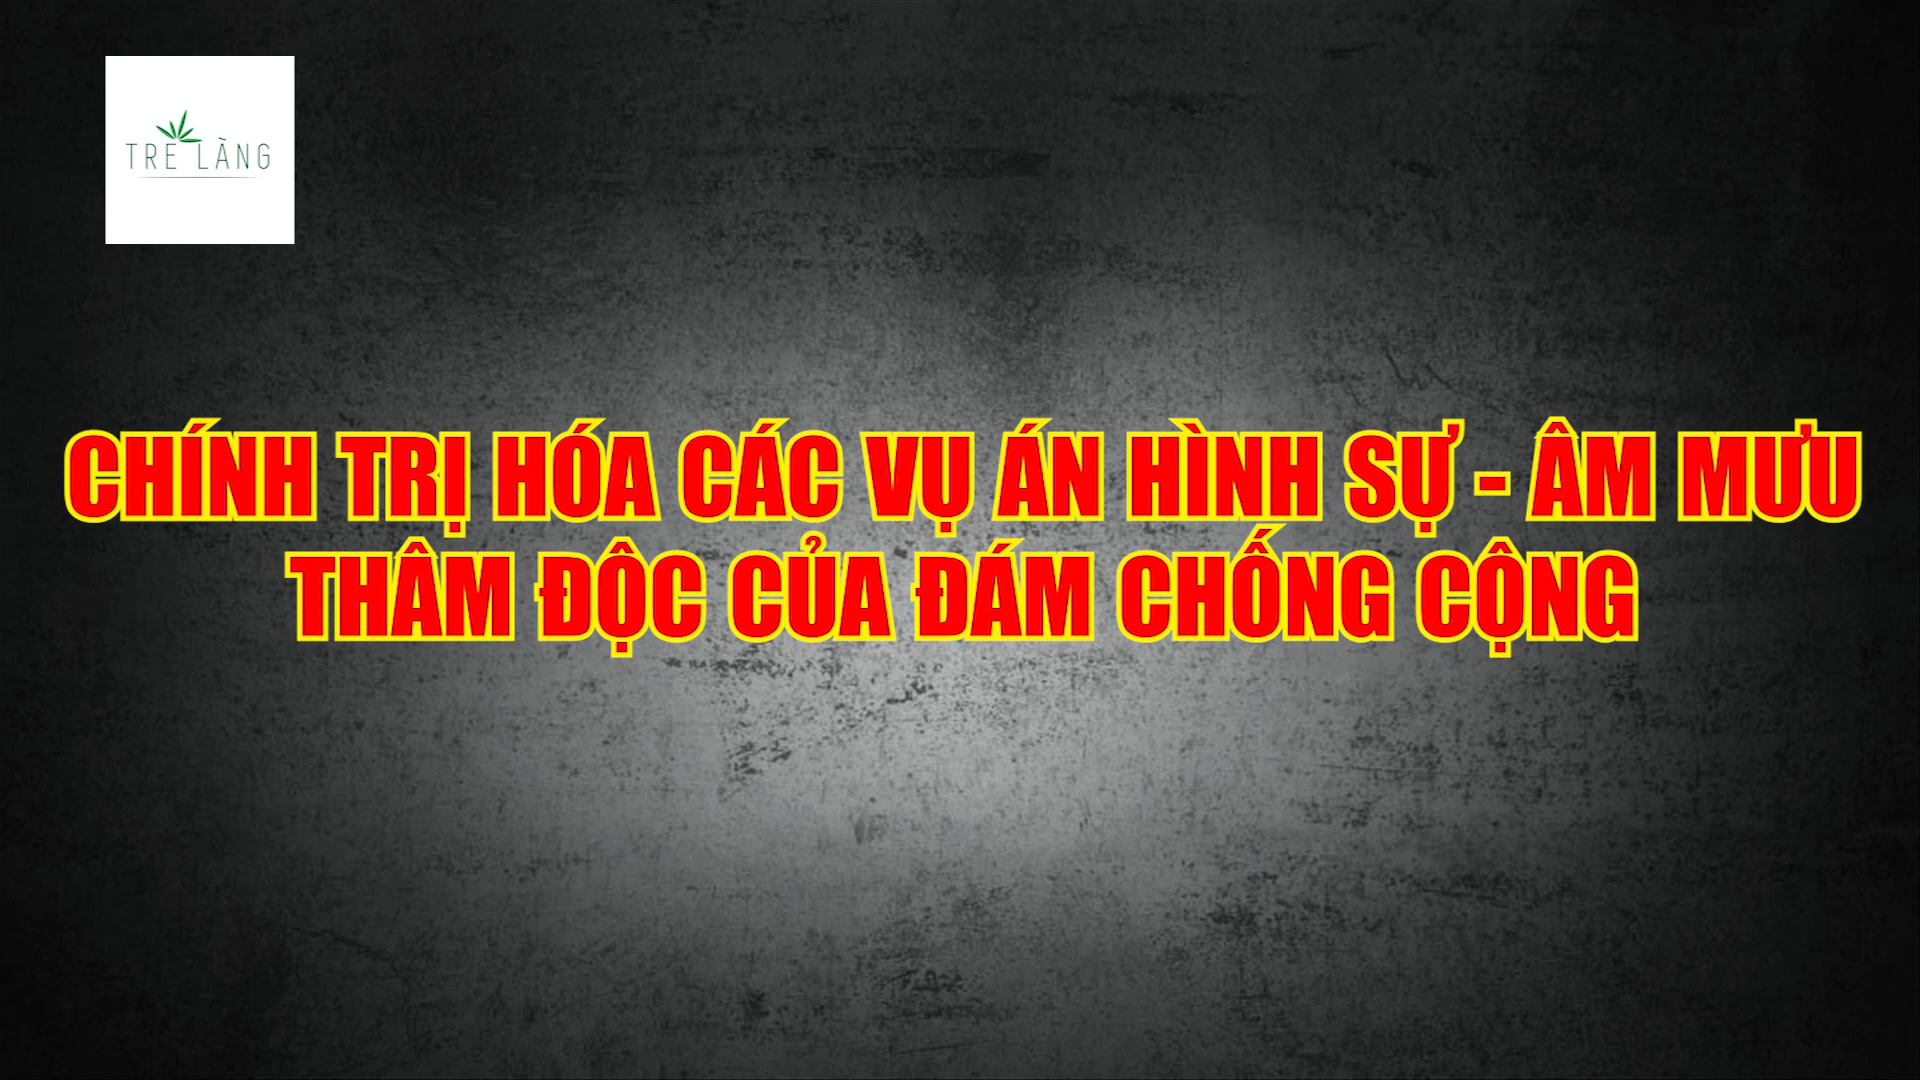 TRE LÀNG
CHÍNH TRỊ HÓA CÁC VỤ ÁN HÌNH SỰ - ÂM MƯU
THÂM ĐỘC CỦA ĐÁM CHỐNG CỘNG